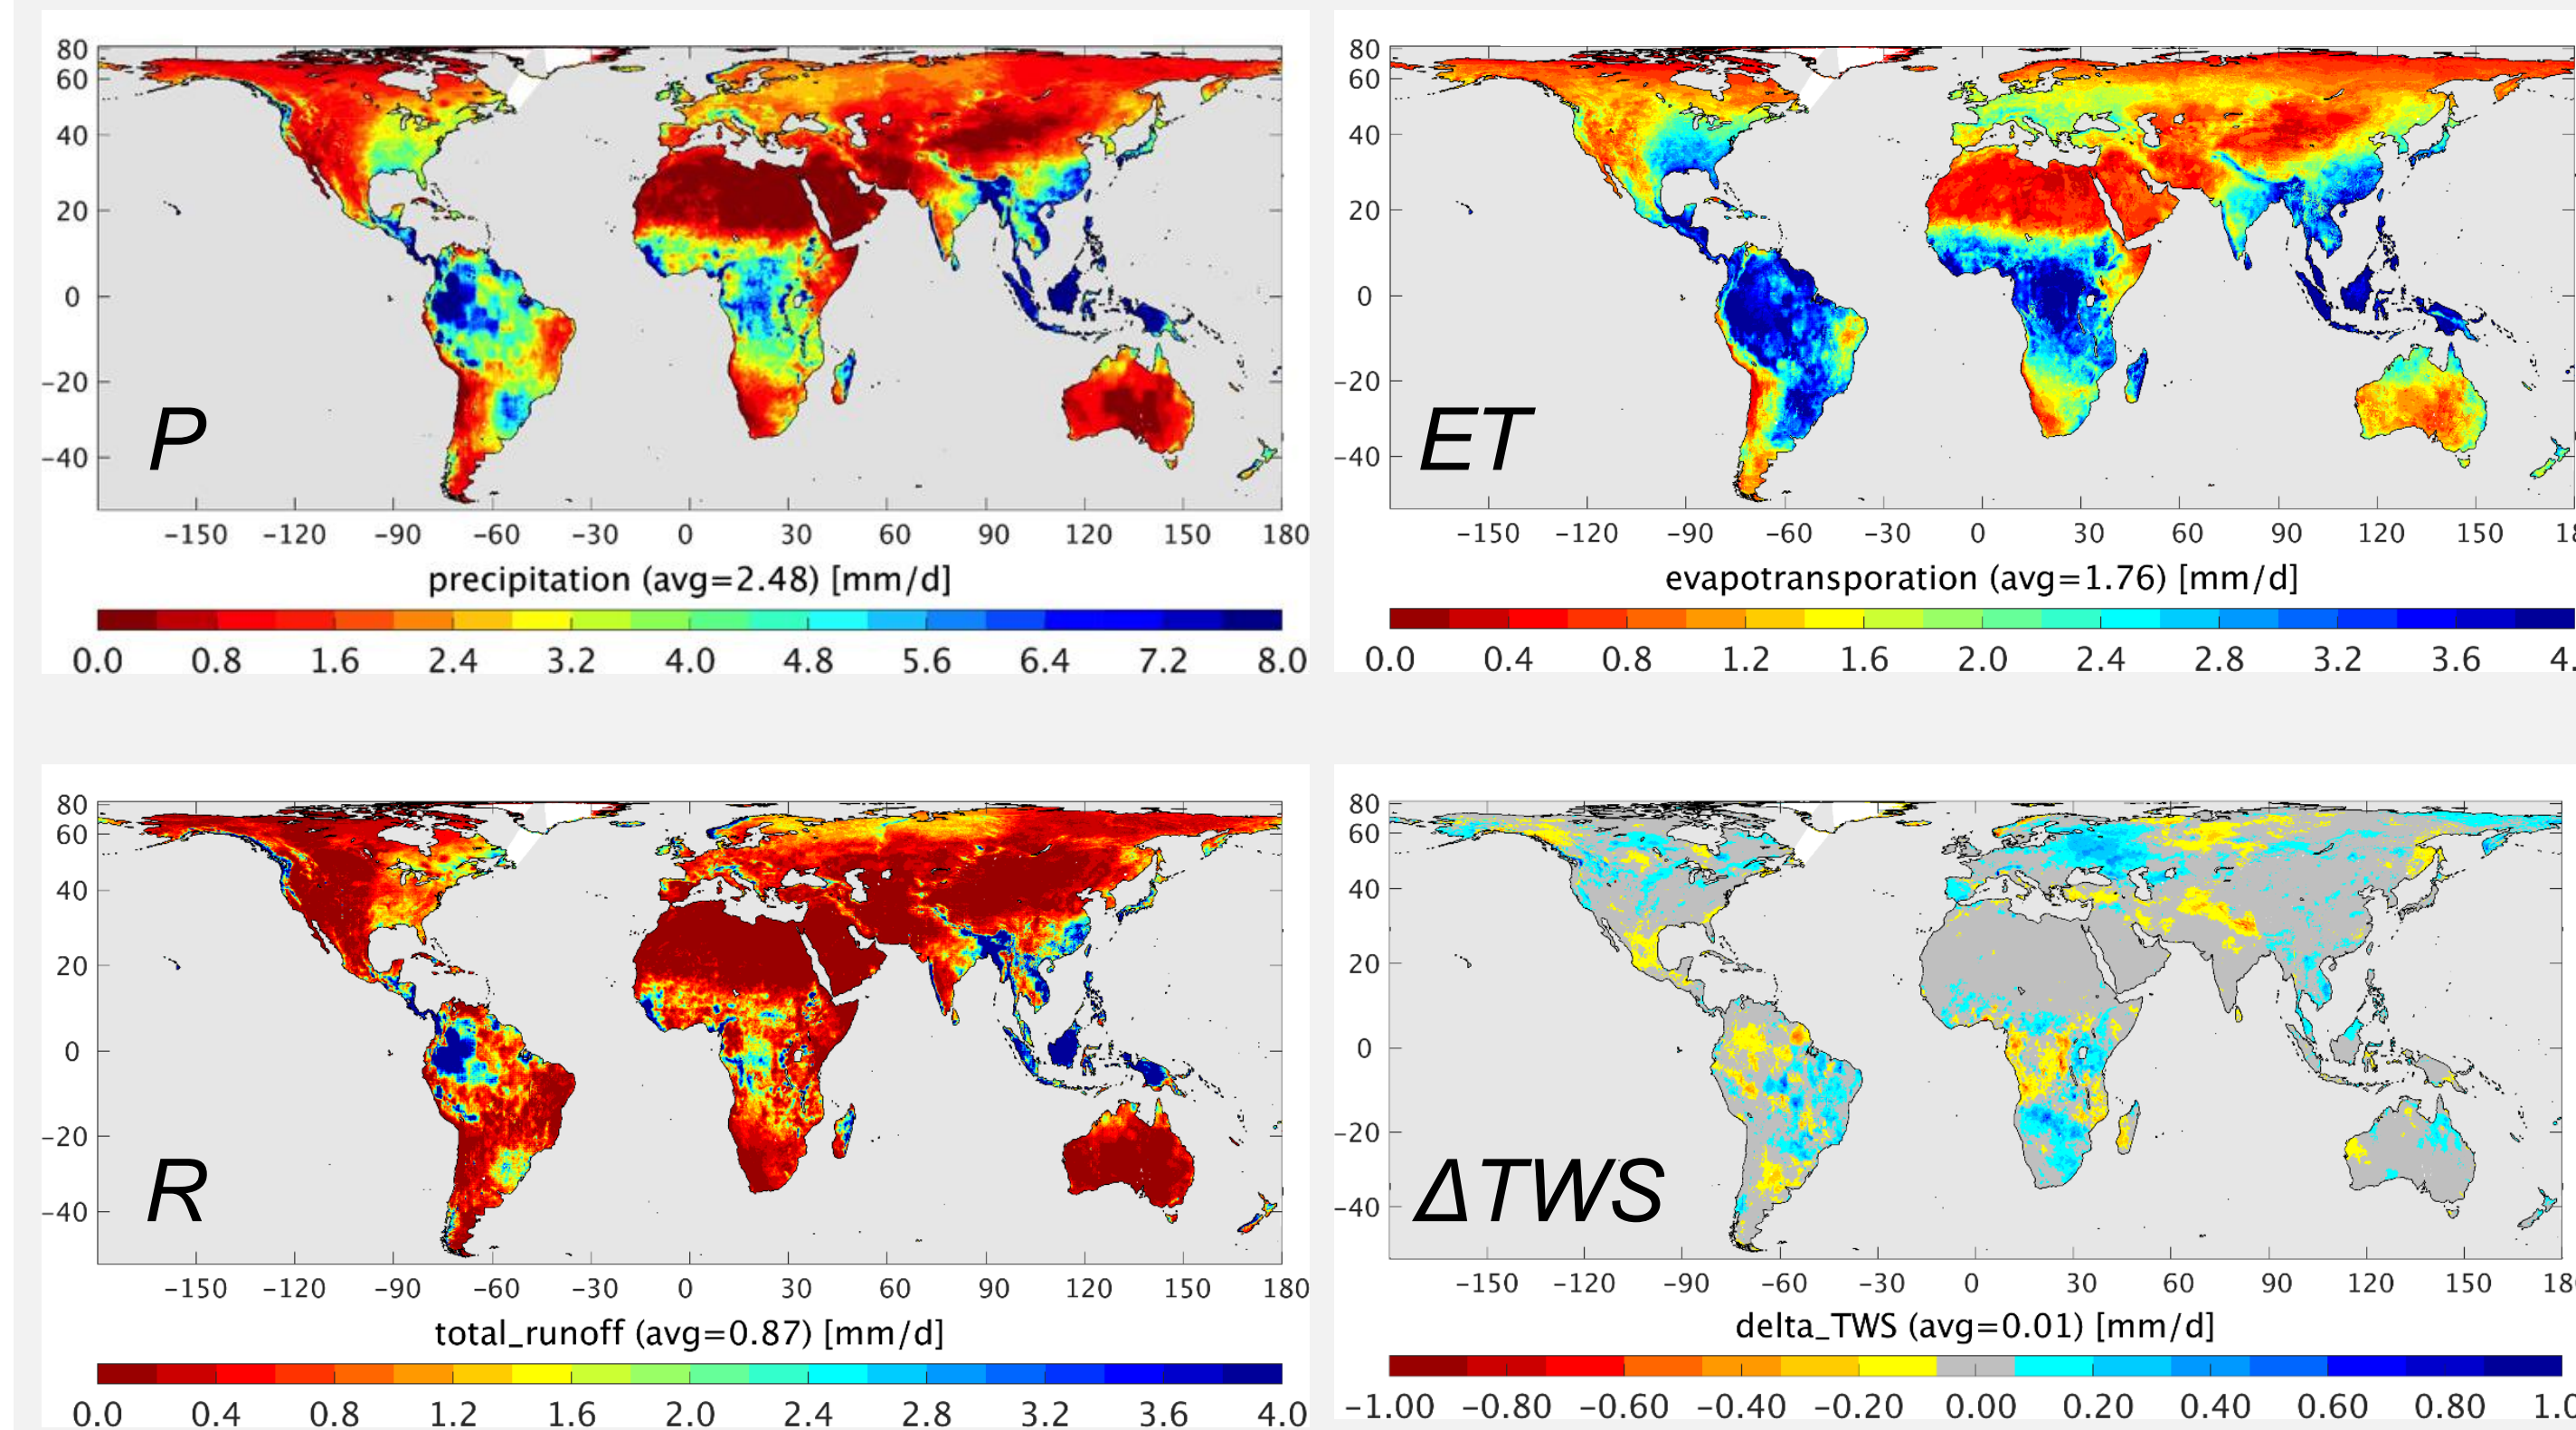 80
60
40
20
0
−20
−40
P
−150 −120 −90 −60 −30 0 30 60 90 120 150 180
precipitation (avg=2.48) [mm/d]
0.0 0.8 1.6 2.4 3.2 4.0 4.8 5.6 6.4 7.2 8.0
80
60
40
20
0
−20
−40
ET
−150 −120 −90 −60 −30 0 30 60 90 120 150 18
evapotransporation (avg=1.76) [mm/d]
0.0 0.4 0.8 1.2 1.6 2.0 2.4 2.8 3.2 3.6 4.
80
60
40
20
0
−20
−40
R
−150 −120 −90 −60 −30 0 30 60 90 120 150 180
total_runoff (avg=0.87) [mm/d]
0.0 0.4 0.8 1.2 1.6 2.0 2.4 2.8 3.2 3.6 4.0
80
60
40
20
0
−20
−40
ΔTWS
−150 −120 −90 −60 −30 0 30 60 90 120 150 18
delta_TWS (avg=0.01) [mm/d]
−1.00 −0.80 −0.60 −0.40 −0.20 0.00 0.20 0.40 0.60 0.80 1.0